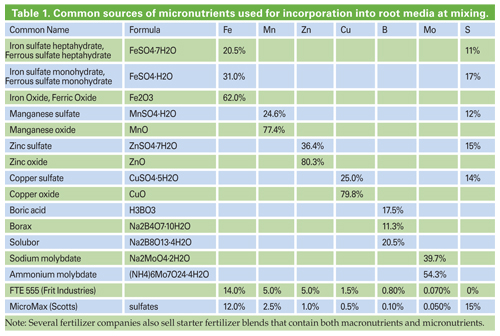 Table 1. Common sources of micronutrients used for incorporation into root media at mixing.
Common Name Formula Fe Mn Zn Cu B Mo S
Iron sulfate heptahydrate,
Ferrous sulfate heptahydrate FeSO4·7H2O 20.5% 11%
Iron sulfate monohydrate,
Ferrous sulfate monohydrate FeSO4·H2O 31.0% 17%
Iron Oxide, Ferric Oxide Fe2O3 62.0%
Manganese sulfate MnSO4·H2O 24.6% 12%
Manganese oxide MnO 77.4%
Zinc sulfate ZnSO4·7H2O 36.4% 15%
Zinc oxide ZnO 80.3%
Copper sulfate CuSO4·5H2O 25.0% 14%
Copper oxide CuO 79.8%
Boric acid H3BO3 17.5%
Borax Na2B4O7·10H2O 11.3%
Solubor Na2B8O13·4H2O 20.5%
Sodium molybdate Na2MoO4·2H2O 39.7%
Ammonium molybdate (NH4)6Mo7O24·4H2O 54.3%
FTE 555 (Frit Industries) 14.0% 5.0% 5.0% 1.5% 0.80% 0.070% 0%
MicroMax (Scotts) sulfates 12.0% 2.5% 1.0% 0.5% 0.10% 0.050% 15%
Note: Several fertilizer companies also sell starter fertilizer blends that contain both macronutrients and micronutrients.